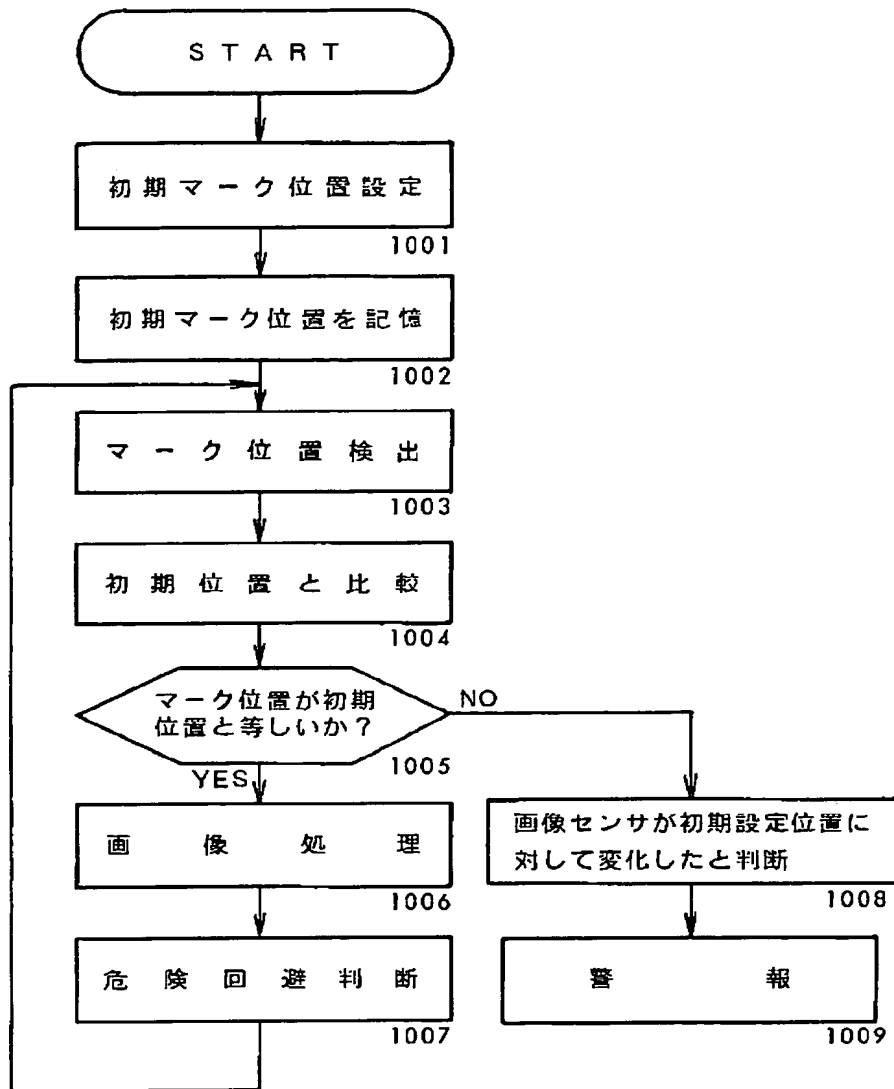 START
初期マーク位置設定
1001
初期マーク位置を記憶
1002
マーク位置検出
1003
初期位置と比較
1004
マーク位置が初期
位置と等しいか?
1005
NO
YES
画像処理
1006
危険回避判断
1007
画像センサが初期設定位置に
対して変化したと判断
1008
警報
1009